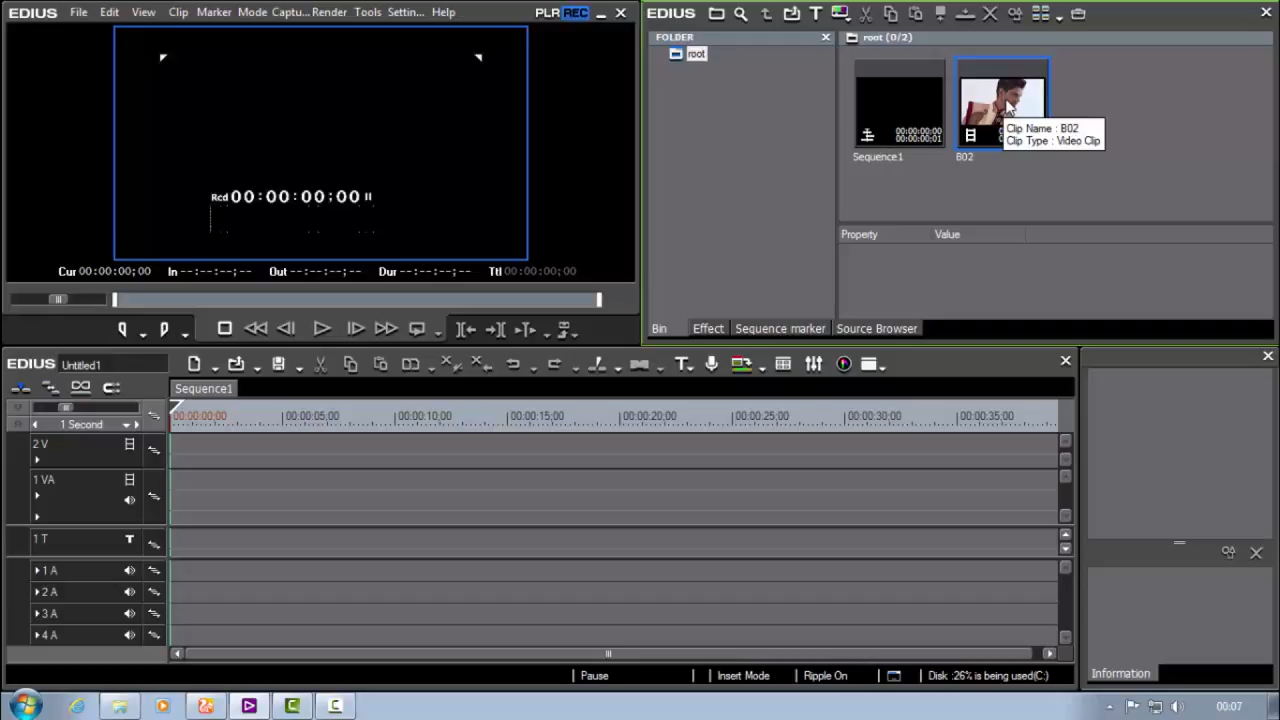 EDIUS File Edit View Clip Marker Mode Captu... Render Tools Settin... Help PLR REC
Rcd 00:00:00;00
Cur 00:00:00;00 In --:--:--;-- Out --:--:--;-- Dur --:--:--;-- Ttl 00:00:00;00
EDIUS
FOLDER
root
root (0/2)
00:00:00:00
00:00:00:01
Sequence1
B02
Clip Name : B02
Clip Type : Video Clip
Property Value
Bin Effect Sequence marker Source Browser
EDIUS Untitled1
Sequence1
1 Second
00:00:00;00 00:00:05;00 00:00:10;00 00:00:15;00 00:00:20;00 00:00:25;00 00:00:30;00 00:00:35;00
2 V
1 VA
1 T T
1 A
2 A
3 A
4 A
Pause Insert Mode Ripple On Disk :26% is being used(C:)
Information
00:07